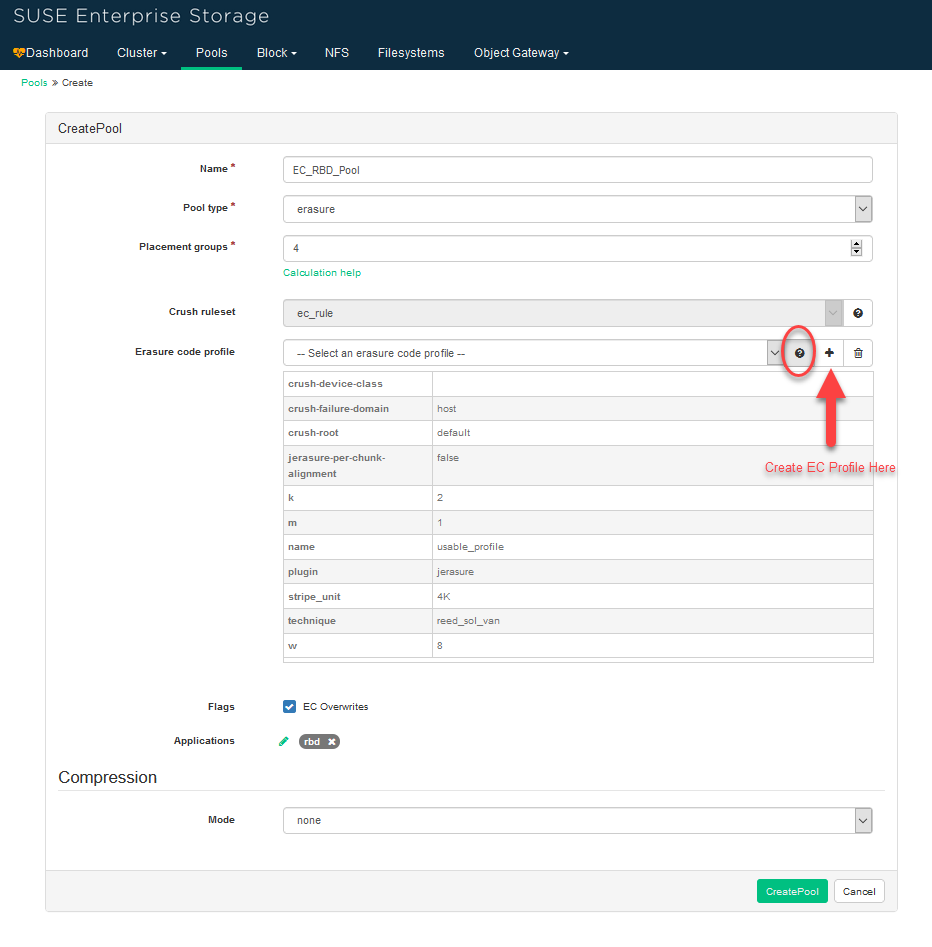 SUSE Enterprise Storage
Dashboard Cluster Pools Block NFS Filesystems Object Gateway
Pools » Create
CreatePool
Name * EC_RBD_Pool
Pool type * erasure
Placement groups * 4
Calculation help
Crush ruleset ec_rule ?
Erasure code profile -- Select an erasure code profile -- ? +
crush-device-class
crush-failure-domain host
crush-root default
jerasure-per-chunk- false
alignment
Create EC Profile Here
k 2
m 1
name usable_profile
plugin jerasure
stripe_unit 4K
technique reed_sol_van
w 8
Flags EC Overwrites
Applications rbd ×
Compression
Mode none
CreatePool Cancel